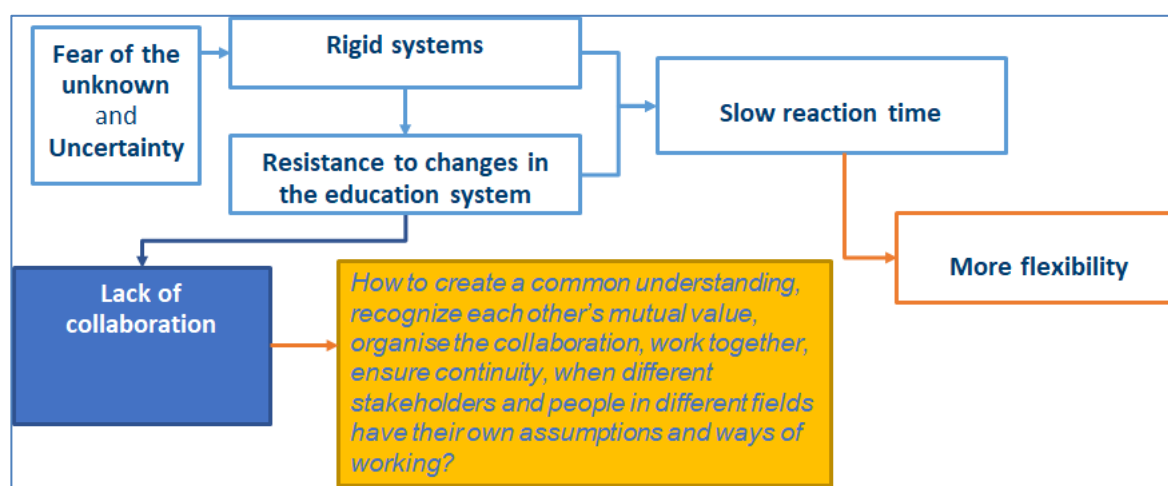 Fear of the
unknown
and
Uncertainty
Rigid systems
Resistance to changes in
the education system
Slow reaction time
More flexibility
Lack of
collaboration
How to create a common understanding,
recognize each other's mutual value,
organise the collaboration, work together,
ensure continuity, when different
stakeholders and people in different fields
have their own assumptions and ways of
working?